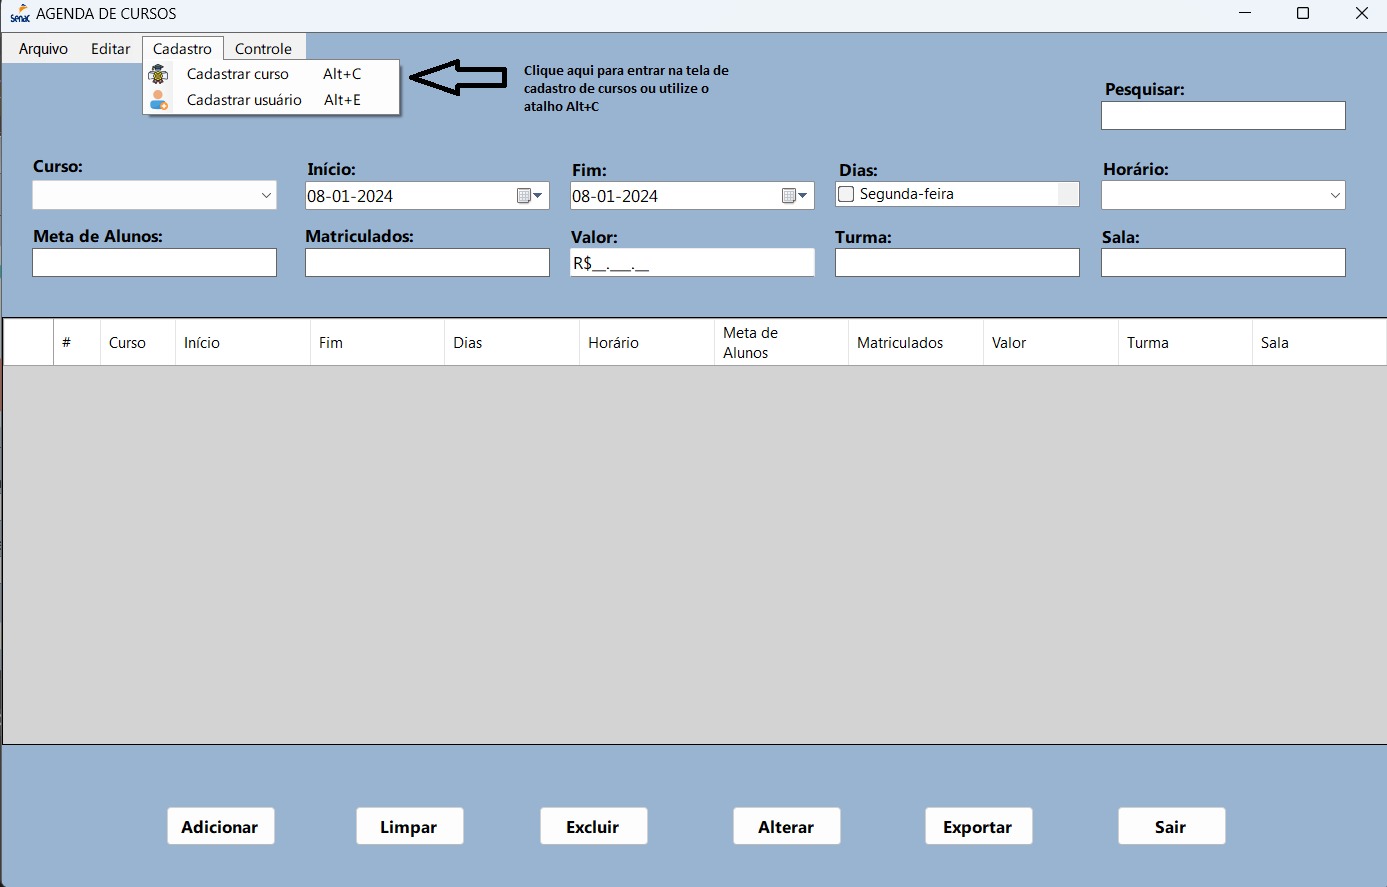 Senac AGENDA DE CURSOS
Arquivo Editar Cadastro Controle
Cadastrar curso Alt+C
Cadastrar usuário Alt+E
Clique aqui para entrar na tela de
cadastro de cursos ou utilize o
atalho Alt+C
Pesquisar:
Curso: Início: Fim: Dias: Horário:
08-01-2024 08-01-2024 Segunda-feira
Meta de Alunos: Matriculados: Valor: Turma: Sala:
R$__.___.__
# Curso Início Fim Dias Horário Meta de Alunos Matriculados Valor Turma Sala
Adicionar Limpar Excluir Alterar Exportar Sair